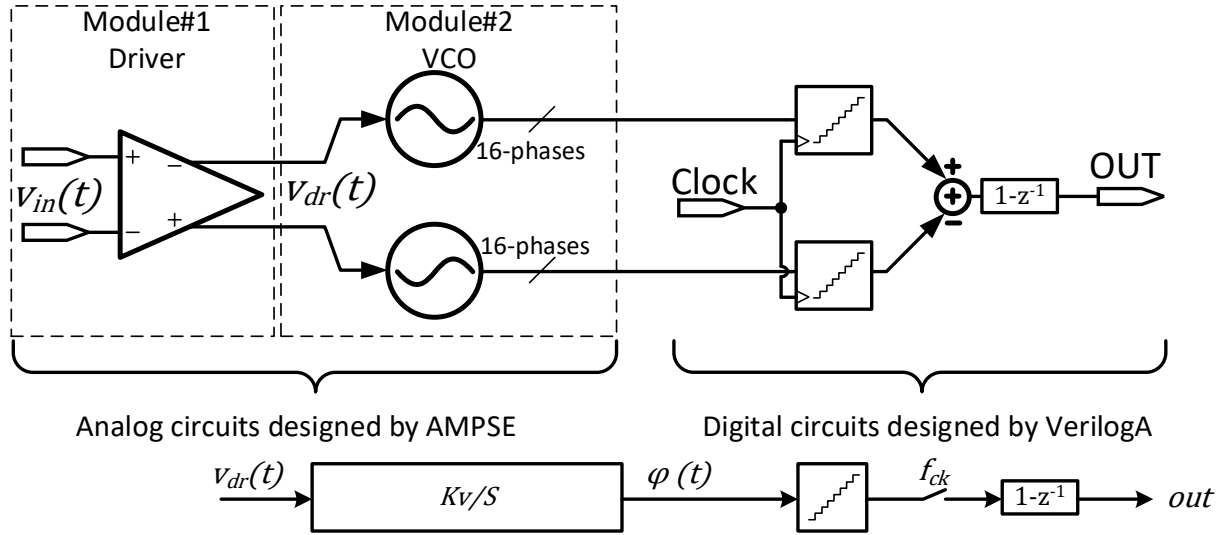 Module#1
Driver
Module#2
VCO
+
−
v_in(t)
−
+
v_dr(t)
16-phases
16-phases
Clock
+
+
−
1-z⁻¹
OUT
Analog circuits designed by AMPSE
Digital circuits designed by VerilogA
v_dr(t)
Kv/S
φ (t)
f_ck
1-z⁻¹
out